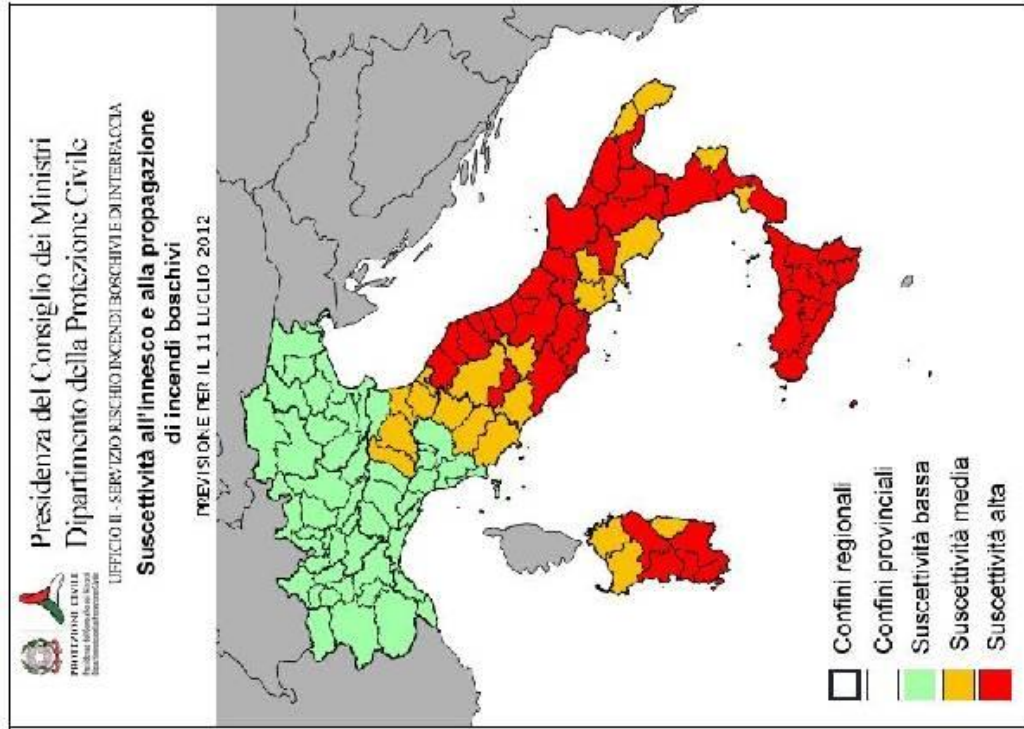 Presidenza del Consiglio dei Ministri
Dipartimento della Protezione Civile
PROTEZIONE CIVILE
UFFICIO II - SERVIZIO RISCHIO INCENDI BOSCHIVI E DI INTERFACCIA
Suscettività all'innesco e alla propagazione
di incendi boschivi
PREVISIONE PER IL 11 LUGLIO 2012
Confini regionali
Confini provinciali
Suscettività bassa
Suscettività media
Suscettività alta